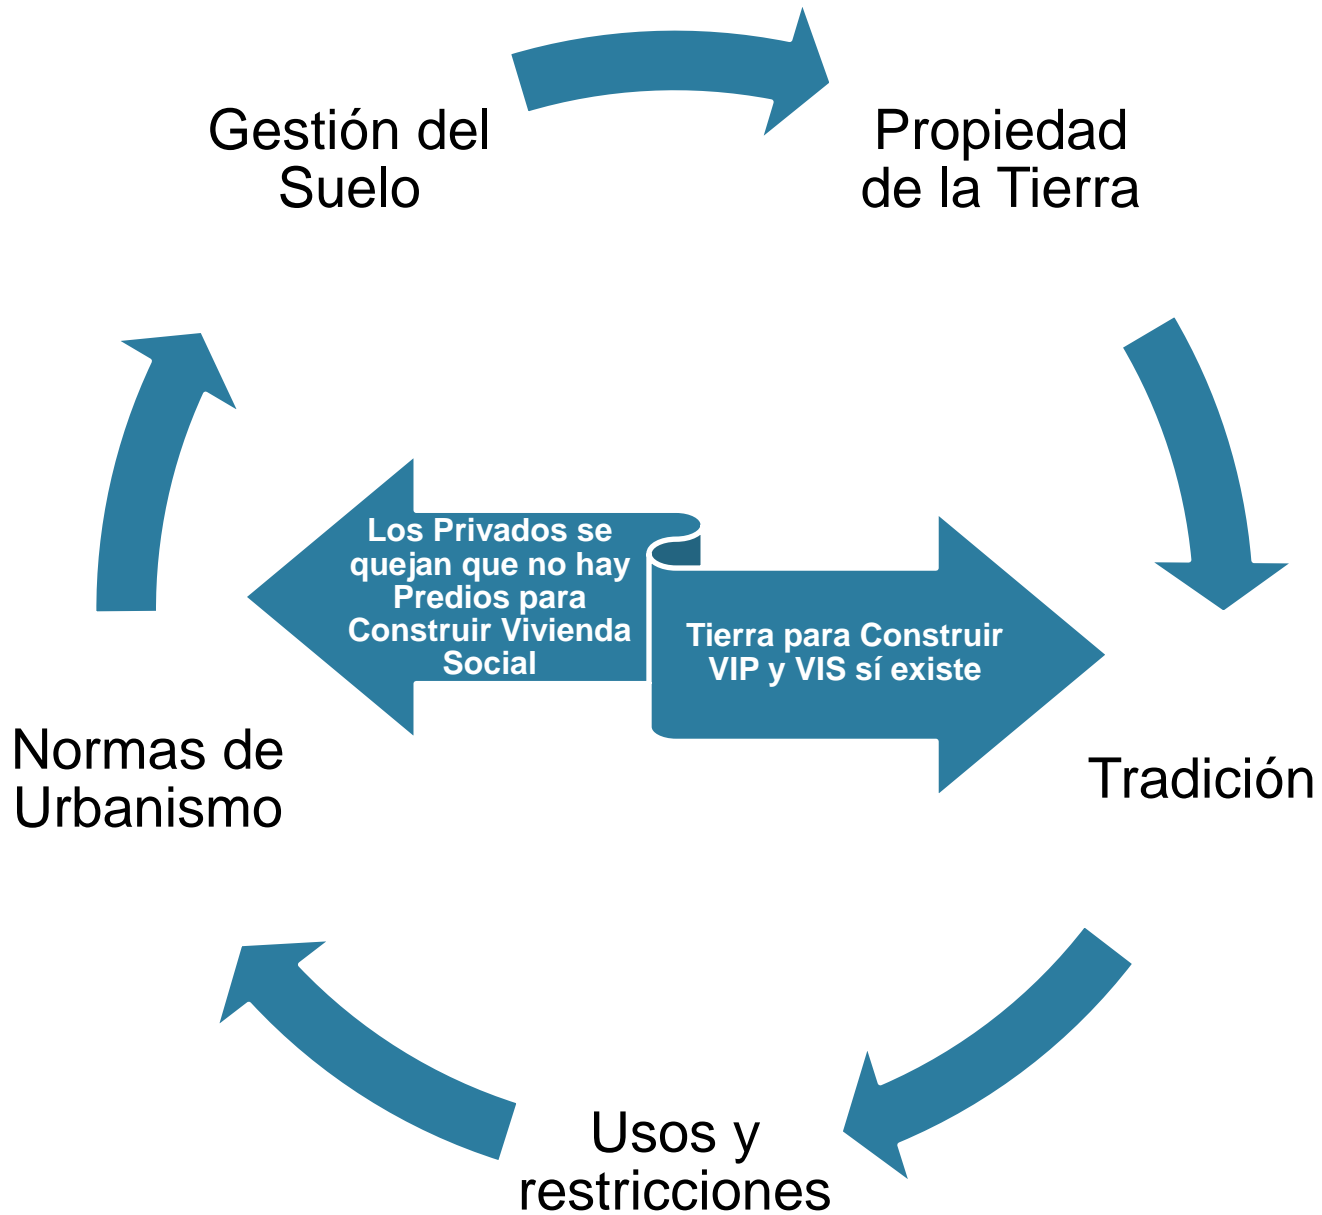 Gestión del
Suelo
Propiedad
de la Tierra
Los Privados se
quejan que no hay
Predios para
Construir Vivienda
Social
Tierra para Construir
VIP y VIS sí existe
Normas de
Urbanismo
Tradición
Usos y
restricciones